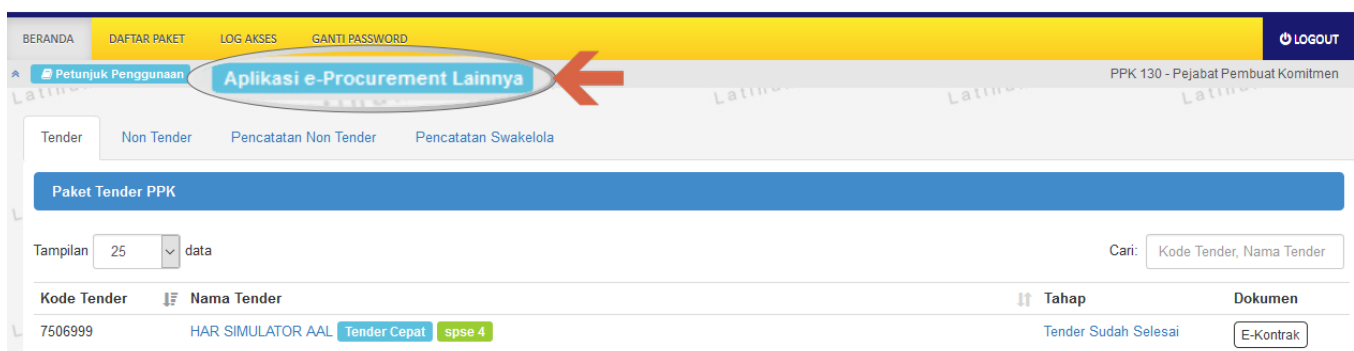 BERANDA DAFTAR PAKET LOG AKSES GANTI PASSWORD LOGOUT
Petunjuk Penggunaan Aplikasi e-Procurement Lainnya PPK 130 - Pejabat Pembuat Komitmen
Tender Non Tender Pencatatan Non Tender Pencatatan Swakelola
Paket Tender PPK
Tampilan 25 data Cari: Kode Tender, Nama Tender
Kode Tender Nama Tender Tahap Dokumen
7506999 HAR SIMULATOR AAL Tender Cepat spse 4 Tender Sudah Selesai E-Kontrak